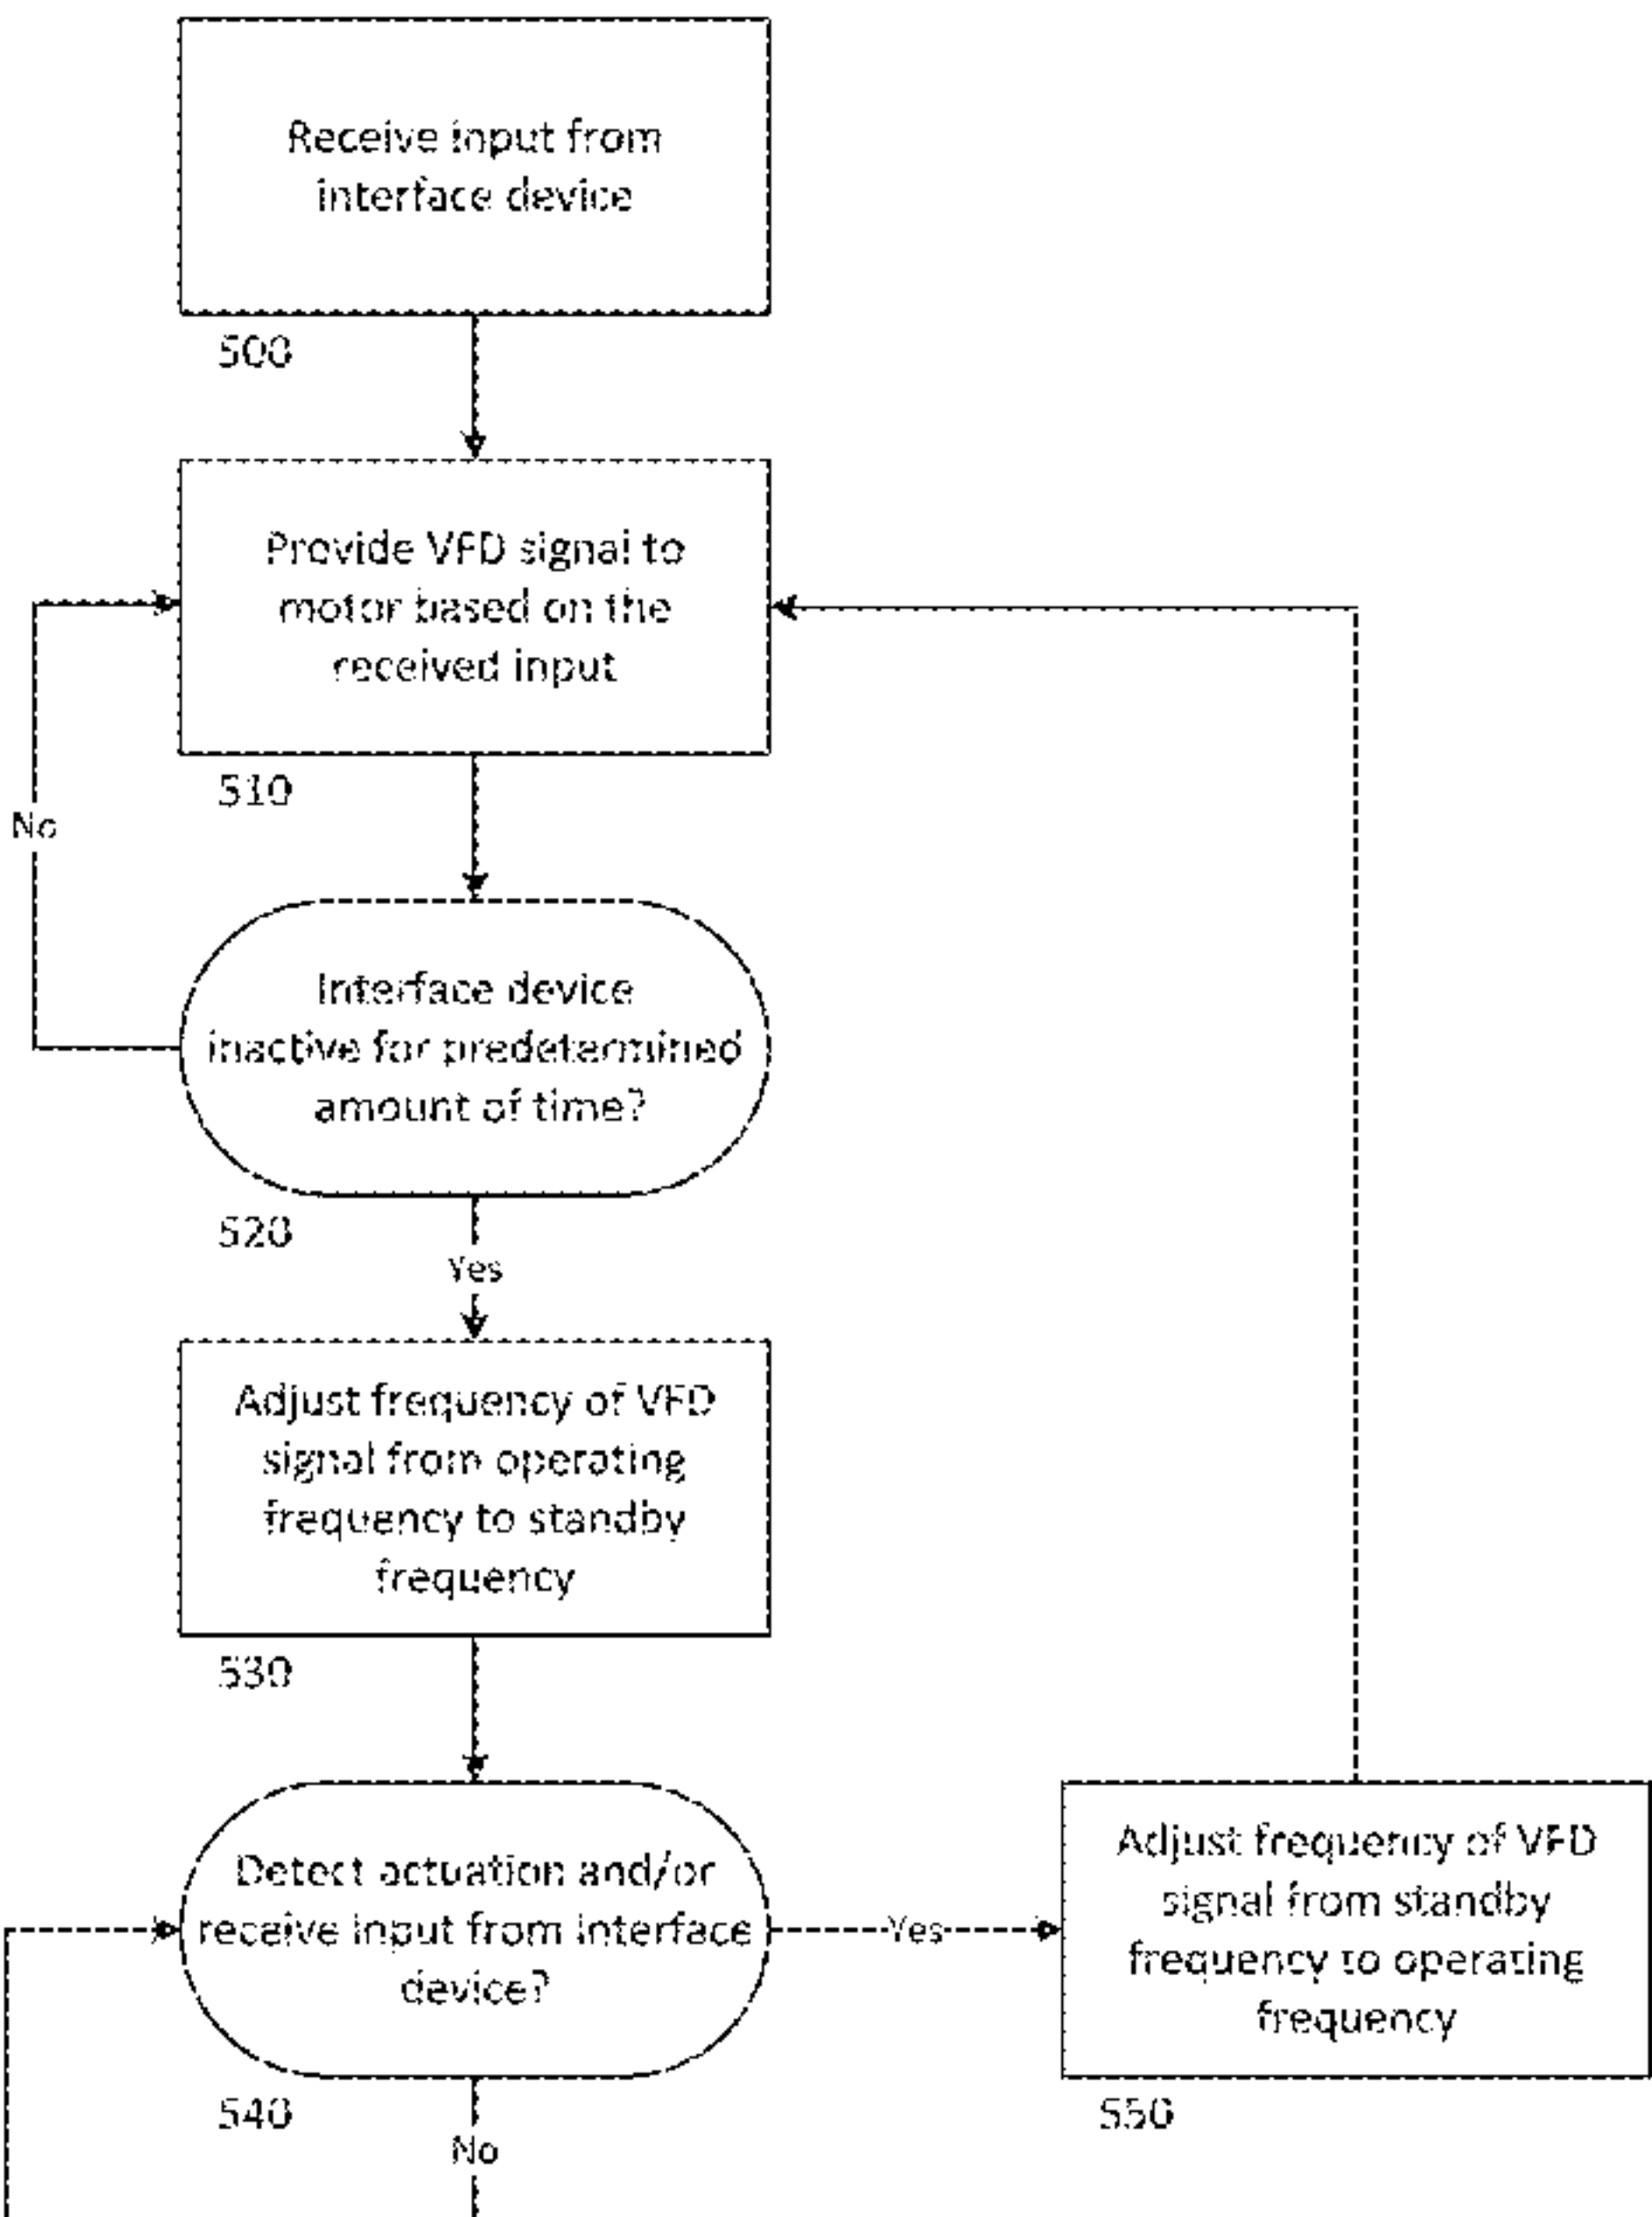 Receive input from
interface device
500
Provide VFD signal to
motor based on the
received input
510
No
Interface device
inactive for predetermined
amount of time?
520
Yes
Adjust frequency of VFD
signal from operating
frequency to standby
frequency
530
Detect actuation and/or
receive input from interface
device?
540
Yes
Adjust frequency of VFD
signal from standby
frequency to operating
frequency
550
No